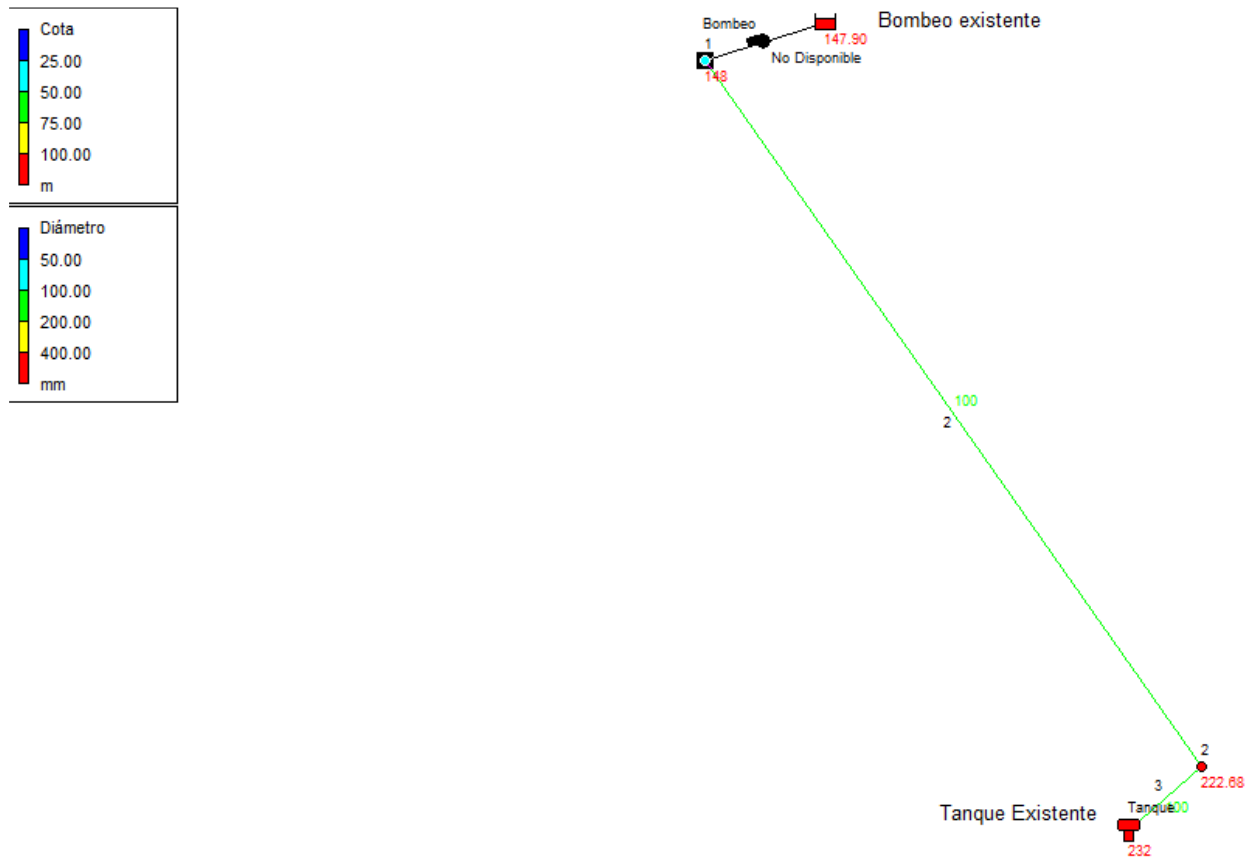 Cota
25.00
50.00
75.00
100.00
m
Diámetro
50.00
100.00
200.00
400.00
mm
Bombeo
Bombeo existente
147.90
1
No Disponible
148
100
2
2
222.68
3
Tanque
100
Tanque Existente
232